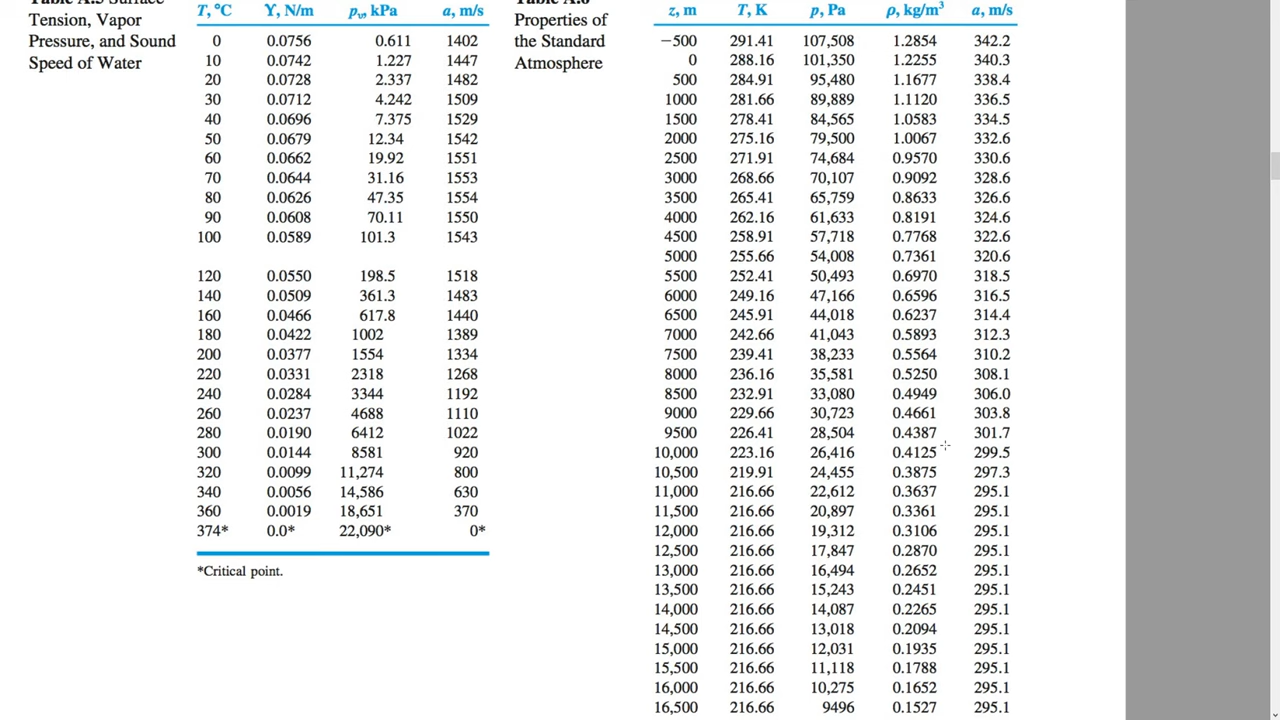 Table A.5 Surface
Tension, Vapor
Pressure, and Sound
Speed of Water
T, °C Υ, N/m pᵥ, kPa a, m/s
0 0.0756 0.611 1402
10 0.0742 1.227 1447
20 0.0728 2.337 1482
30 0.0712 4.242 1509
40 0.0696 7.375 1529
50 0.0679 12.34 1542
60 0.0662 19.92 1551
70 0.0644 31.16 1553
80 0.0626 47.35 1554
90 0.0608 70.11 1550
100 0.0589 101.3 1543
120 0.0550 198.5 1518
140 0.0509 361.3 1483
160 0.0466 617.8 1440
180 0.0422 1002 1389
200 0.0377 1554 1334
220 0.0331 2318 1268
240 0.0284 3344 1192
260 0.0237 4688 1110
280 0.0190 6412 1022
300 0.0144 8581 920
320 0.0099 11,274 800
340 0.0056 14,586 630
360 0.0019 18,651 370
374* 0.0* 22,090* 0*
*Critical point.
Table A.6
Properties of
the Standard
Atmosphere
z, m T, K p, Pa ρ, kg/m³ a, m/s
−500 291.41 107,508 1.2854 342.2
0 288.16 101,350 1.2255 340.3
500 284.91 95,480 1.1677 338.4
1000 281.66 89,889 1.1120 336.5
1500 278.41 84,565 1.0583 334.5
2000 275.16 79,500 1.0067 332.6
2500 271.91 74,684 0.9570 330.6
3000 268.66 70,107 0.9092 328.6
3500 265.41 65,759 0.8633 326.6
4000 262.16 61,633 0.8191 324.6
4500 258.91 57,718 0.7768 322.6
5000 255.66 54,008 0.7361 320.6
5500 252.41 50,493 0.6970 318.5
6000 249.16 47,166 0.6596 316.5
6500 245.91 44,018 0.6237 314.4
7000 242.66 41,043 0.5893 312.3
7500 239.41 38,233 0.5564 310.2
8000 236.16 35,581 0.5250 308.1
8500 232.91 33,080 0.4949 306.0
9000 229.66 30,723 0.4661 303.8
9500 226.41 28,504 0.4387 301.7
10,000 223.16 26,416 0.4125 299.5
10,500 219.91 24,455 0.3875 297.3
11,000 216.66 22,612 0.3637 295.1
11,500 216.66 20,897 0.3361 295.1
12,000 216.66 19,312 0.3106 295.1
12,500 216.66 17,847 0.2870 295.1
13,000 216.66 16,494 0.2652 295.1
13,500 216.66 15,243 0.2451 295.1
14,000 216.66 14,087 0.2265 295.1
14,500 216.66 13,018 0.2094 295.1
15,000 216.66 12,031 0.1935 295.1
15,500 216.66 11,118 0.1788 295.1
16,000 216.66 10,275 0.1652 295.1
16,500 216.66 9496 0.1527 295.1